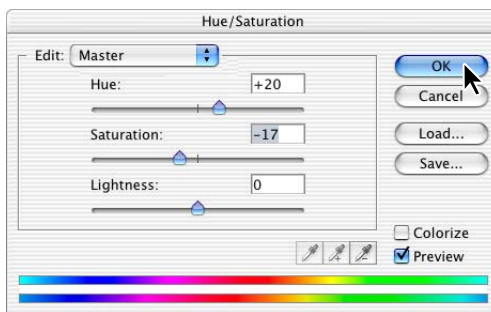 Hue/Saturation
Edit: Master
OK
Hue: +20
Cancel
Saturation: -17
Load...
Save...
Lightness: 0
Colorize
Preview